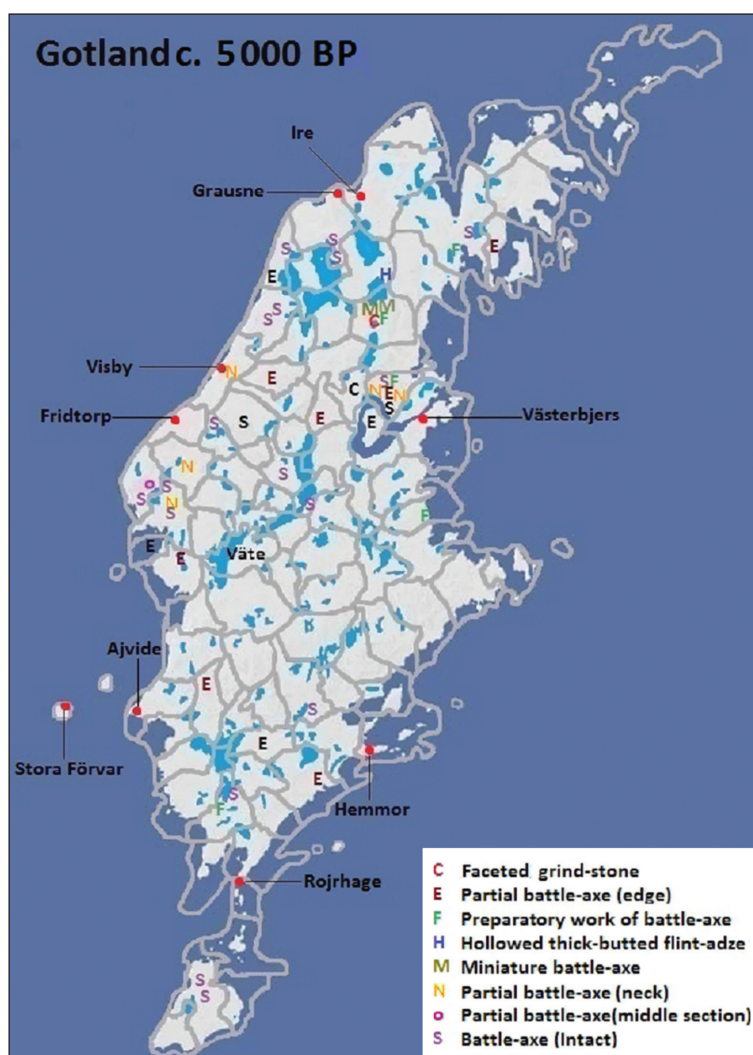 Gotland c. 5000 BP
Ire
Grausne
S
F
E
S
S
S
E
H
M M
S
S
C F
Visby
N
E
S F
C
N E N
S
Fridtorp
S
S
E
E
Västerbjers
N
S
o S
S
N
S
S
F
E
E
Väte
Ajvide
E
S
Stora Förvar
E
E
Hemmor
S
F
Rojrhage
S
S
C Faceted grind-stone
E Partial battle-axe (edge)
F Preparatory work of battle-axe
H Hollowed thick-butted flint-adze
M Miniature battle-axe
N Partial battle-axe (neck)
o Partial battle-axe(middle section)
S Battle-axe (Intact)